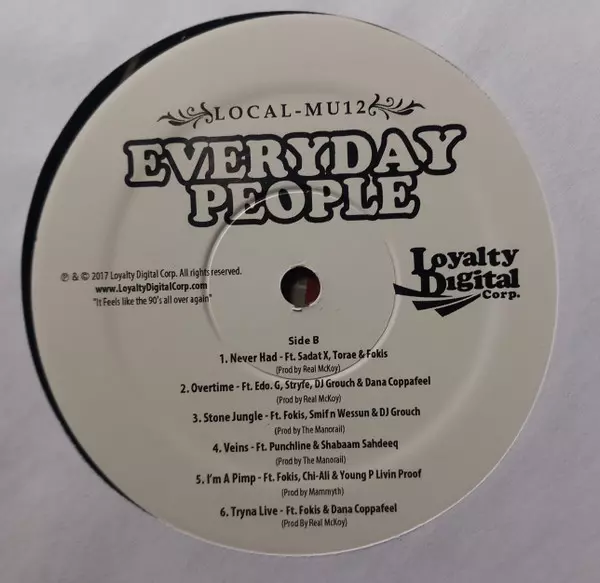 LOCAL-MU12
EVERYDAY
PEOPLE
℗ & © 2017 Loyalty Digital Corp. All rights reserved.
www.LoyaltyDigitalCorp.com
"It Feels like the 90's all over again"
Loyalty
Digital
Corp.
Side B
1. Never Had - Ft. Sadat X, Torae & Fokis
(Prod by Real McKoy)
2. Overtime - Ft. Edo. G, Stryfe, DJ Grouch & Dana Coppafeel
(Prod by Real McKoy)
3. Stone Jungle - Ft. Fokis, Smif n Wessun & DJ Grouch
(Prod by The Manorail)
4. Veins - Ft. Punchline & Shabaam Sahdeeq
(Prod by The Manorail)
5. I'm A Pimp - Ft. Fokis, Chi-Ali & Young P Livin Proof
(Prod by Mammyth)
6. Tryna Live - Ft. Fokis & Dana Coppafeel
(Prod By Real McKoy)